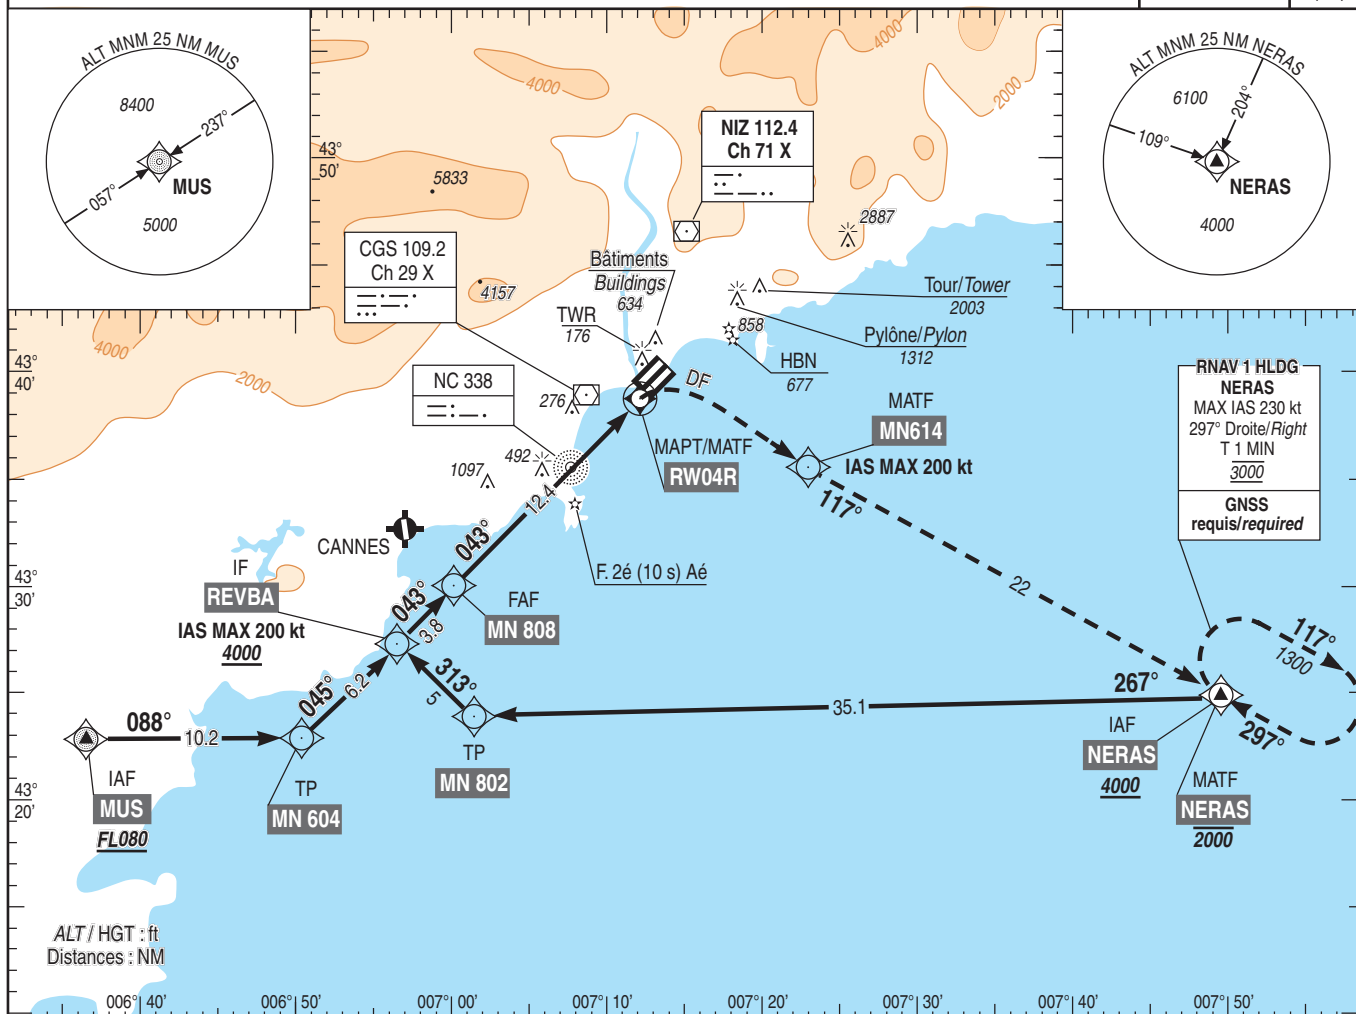 ALT MNM 25 NM MUS
8400
237°
057°
MUS
5000
ALT MNM 25 NM NERAS
6100
204°
109°
NERAS
4000
4000
4000
2000
43°
50'
5833
NIZ 112.4
Ch 71 X
2887
CGS 109.2
Ch 29 X
4157
Bâtiments
Buildings
634
TWR
176
Tour/Tower
2003
858
Pylône/Pylon
1312
HBN
677
4000
2000
43°
40'
NC 338
276
DF
MATF
MN614
IAS MAX 200 kt
RNAV 1 HLDG
NERAS
MAX IAS 230 kt
297° Droite/Right
T 1 MIN
3000
GNSS
requis/required
MAPT/MATF
RW04R
492
1097
12.4
117°
CANNES
043°
F. 2é (10 s) Aé
IF
REVBA
IAS MAX 200 kt
4000
43°
30'
043°
3.8
FAF
MN 808
22
117°
1300
313°
5
045°
6.2
267°
35.1
297°
088°
10.2
IAF
MUS
FL080
TP
MN 604
TP
MN 802
IAF
NERAS
4000
MATF
NERAS
2000
43°
20'
ALT / HGT : ft
Distances : NM
006° 40'
006° 50'
007° 00'
007° 10'
007° 20'
007° 30'
007° 40'
007° 50'